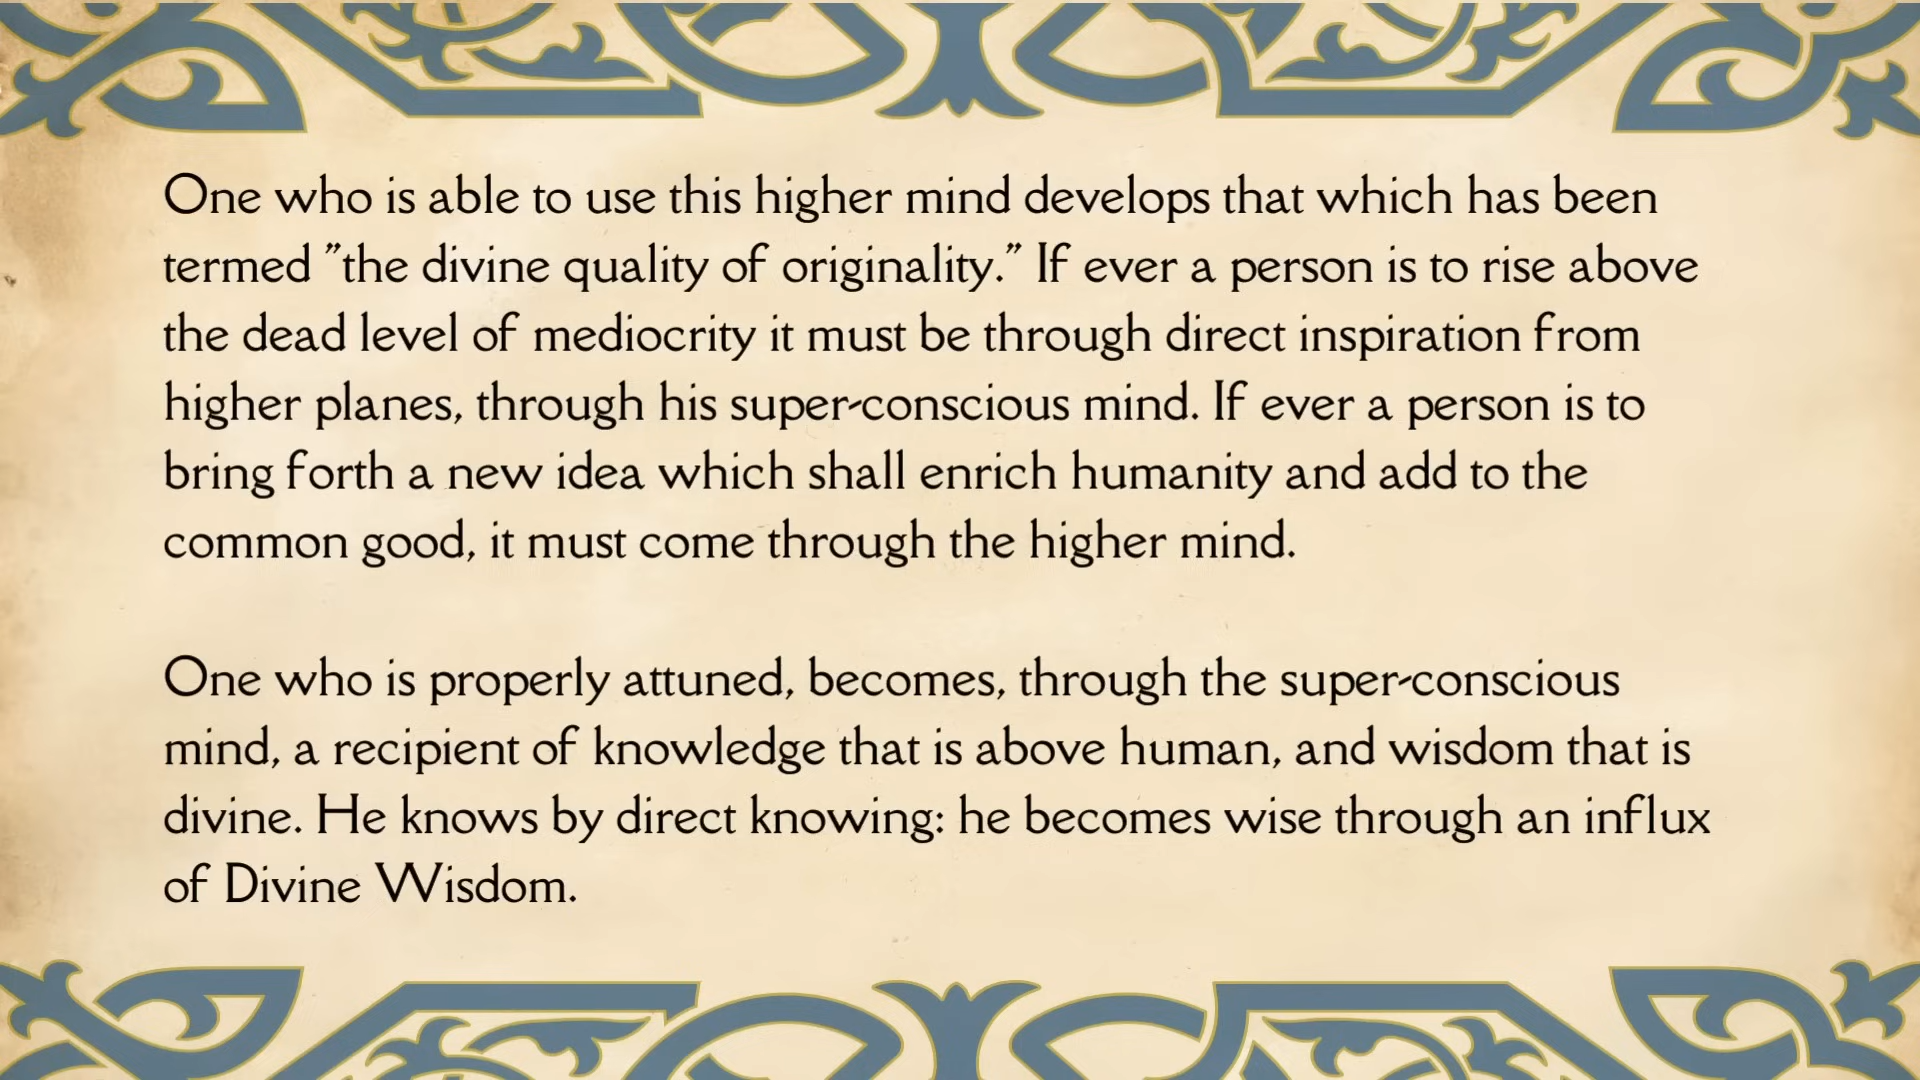 One who is able to use this higher mind develops that which has been
termed "the divine quality of originality." If ever a person is to rise above
the dead level of mediocrity it must be through direct inspiration from
higher planes, through his super-conscious mind. If ever a person is to
bring forth a new idea which shall enrich humanity and add to the
common good, it must come through the higher mind.
One who is properly attuned, becomes, through the super-conscious
mind, a recipient of knowledge that is above human, and wisdom that is
divine. He knows by direct knowing: he becomes wise through an influx
of Divine Wisdom.